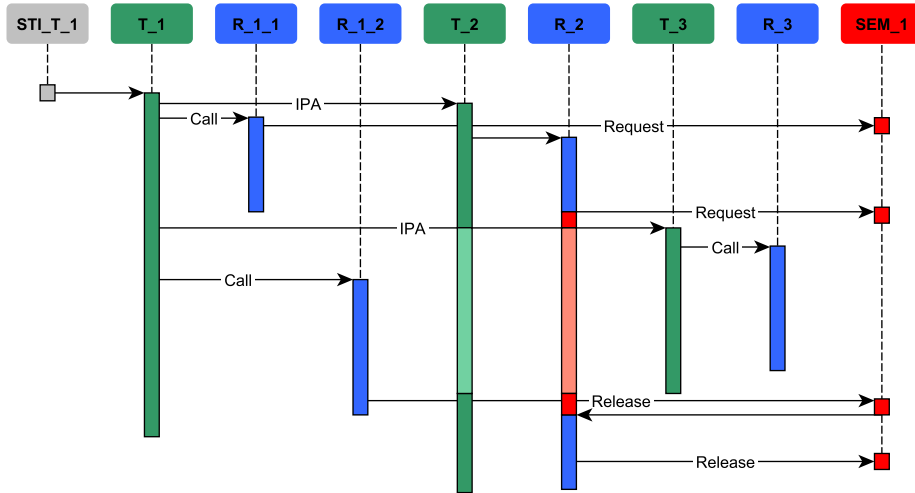 STI_T_1
T_1
R_1_1
R_1_2
T_2
R_2
T_3
R_3
SEM_1
IPA
Call
Request
Request
IPA
Call
Call
Release
Release